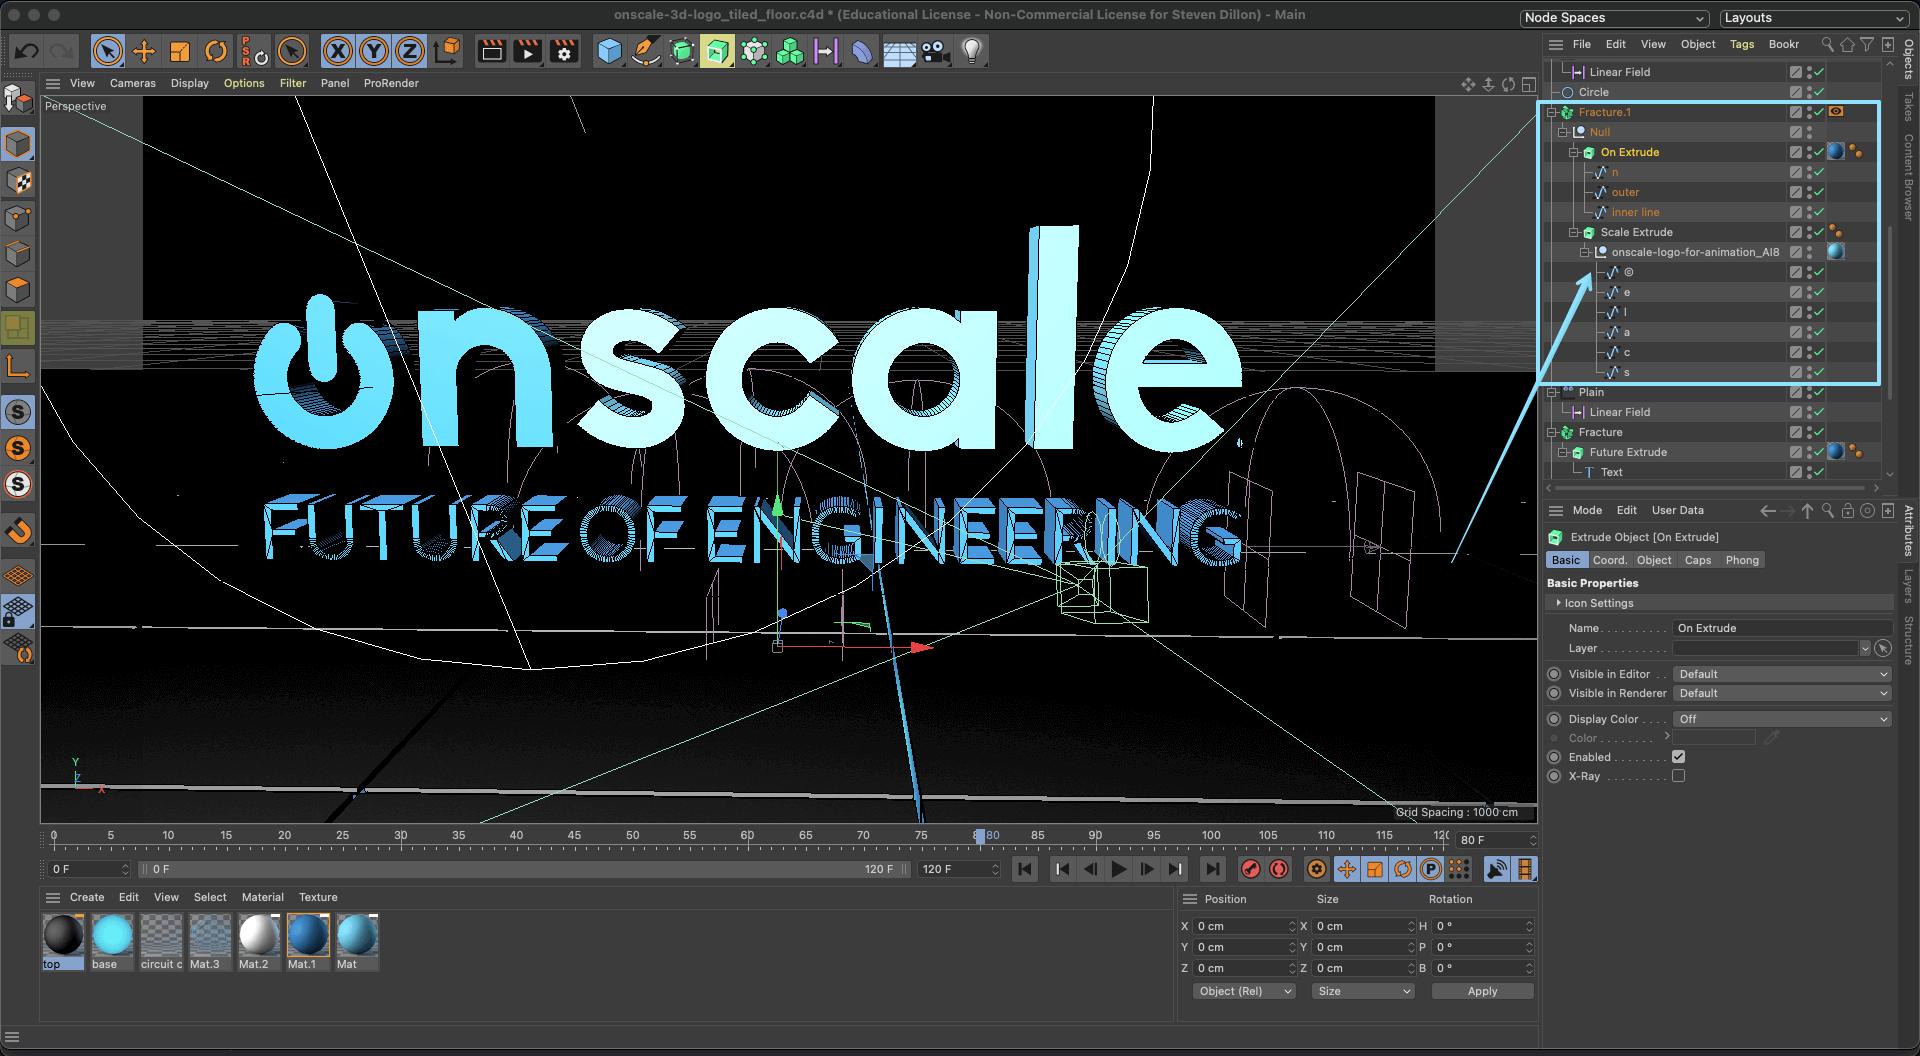 onscale-3d-logo_tiled_floor.c4d * (Educational License - Non-Commercial License for Steven Dillon) - Main
Node Spaces
Layouts
File Edit View Object Tags Bookr
View Cameras Display Options Filter Panel ProRender
Perspective
Linear Field
Circle
Fracture.1
Null
On Extrude
n
outer
inner line
Scale Extrude
onscale-logo-for-animation_AI8
©
e
l
a
c
s
Plain
Linear Field
Fracture
Future Extrude
Text
Objects
Takes
Content Browser
onscale
FUTURE OF ENGINEERING
Y
Z
X
Grid Spacing : 1000 cm
Mode Edit User Data
Extrude Object [On Extrude]
Basic Coord. Object Caps Phong
Basic Properties
Icon Settings
Name On Extrude
Layer
Visible in Editor Default
Visible in Renderer Default
Display Color Off
Color
Enabled
X-Ray
Attributes
Layers
Structure
0 5 10 15 20 25 30 35 40 45 50 55 60 65 70 75 80 85 90 95 100 105 110 115 120
80 F
0 F 0 F 120 F 120 F
Create Edit View Select Material Texture
top base circuit c Mat.3 Mat.2 Mat.1 Mat
Position Size Rotation
X 0 cm X 0 cm H 0 °
Y 0 cm Y 0 cm P 0 °
Z 0 cm Z 0 cm B 0 °
Object (Rel) Size Apply